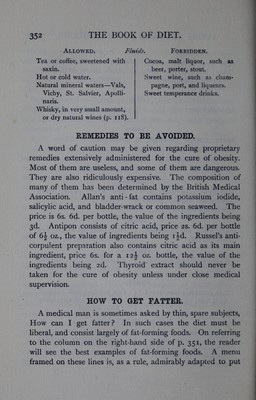 352 THE BOOK OF DIET.
ALLOWED. Fluids. FORBIDDEN.
Tea or coffee, sweetened with
saxin.
Hot or cold water.
Natural mineral waters—Vals,
Vichy, St. Salvier, Apolli-
naris.
Whisky, in very small amount,
or dry natural wines (p. 118).
Cocoa, malt liquor, such as
beer, porter, stout.
Sweet wine, such as cham-
pagne, port, and liqueurs.
Sweet temperance drinks.
REMEDIES TO BE AVOIDED.
A word of caution may be given regarding proprietary
remedies extensively administered for the cure of obesity.
Most of them are useless, and some of them are dangerous.
They are also ridiculously expensive. The composition of
many of them has been determined by the British Medical
Association. Allan's anti-fat contains potassium iodide,
salicylic acid, and bladder-wrack or common seaweed. The
price is 6s. 6d. per bottle, the value of the ingredients being
3d. Antipon consists of citric acid, price 2s. 6d. per bottle
of 6½ oz., the value of ingredients being 1½d. Russel's anti-
corpulent preparation also contains citric acid as its main
ingredient, price 6s. for a 12½ oz. bottle, the value of the
ingredients being 2d. Thyroid extract should never be
taken for the cure of obesity unless under close medical
supervision.
HOW TO GET FATTER.
A medical man is sometimes asked by thin, spare subjects,
How can I get fatter? In such cases the diet must be
liberal, and consist largely of fat-forming foods. On referring
to the column on the right-hand side of p. 351, the reader
will see the best examples of fat-forming foods. A menu
framed on these lines is, as a rule, admirably adapted to put